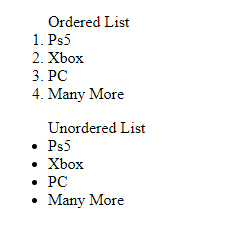 Ordered List
1. Ps5
2. Xbox
3. PC
4. Many More
Unordered List
• Ps5
• Xbox
• PC
• Many More